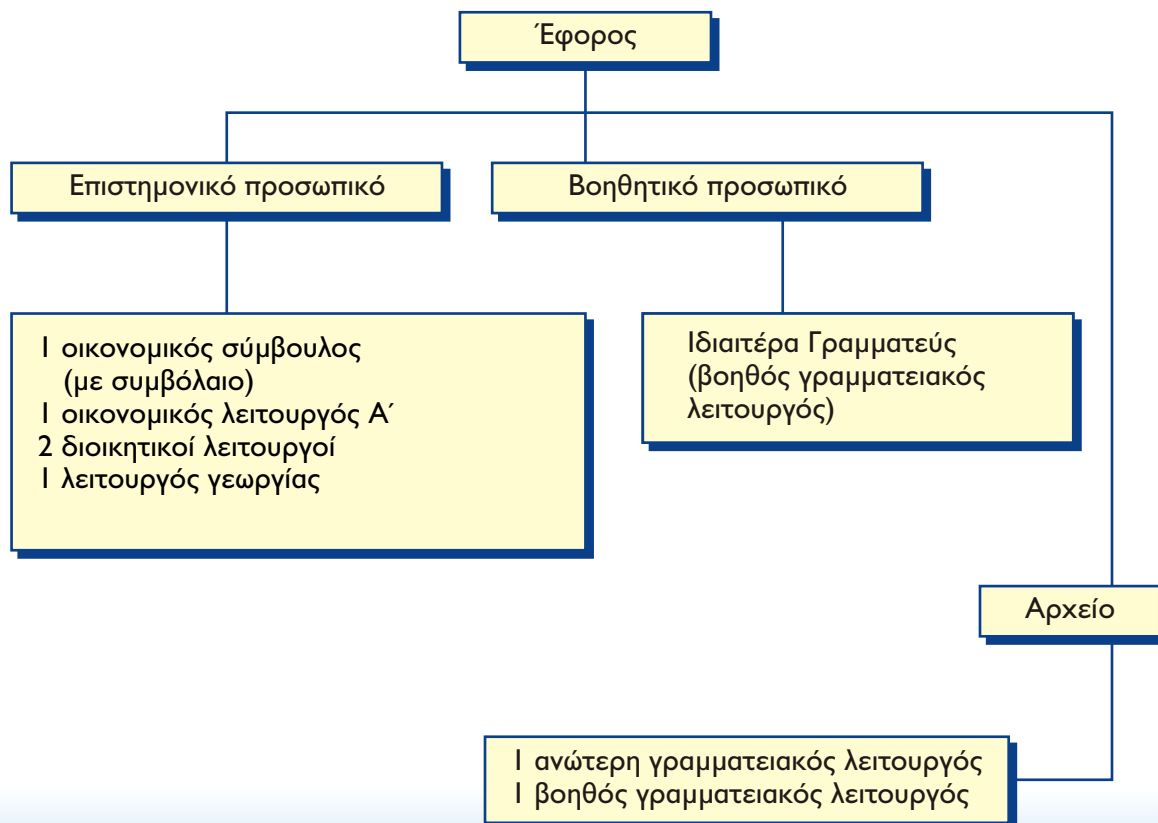 Έφορος
Επιστημονικό προσωπικό
Βοηθητικό προσωπικό
1 οικονομικός σύμβουλος
(με συμβόλαιο)
1 οικονομικός λειτουργός Α΄
2 διοικητικοί λειτουργοί
1 λειτουργός γεωργίας
Ιδιαιτέρα Γραμματεύς
(βοηθός γραμματειακός
λειτουργός)
Αρχείο
1 ανώτερη γραμματειακός λειτουργός
1 βοηθός γραμματειακός λειτουργός